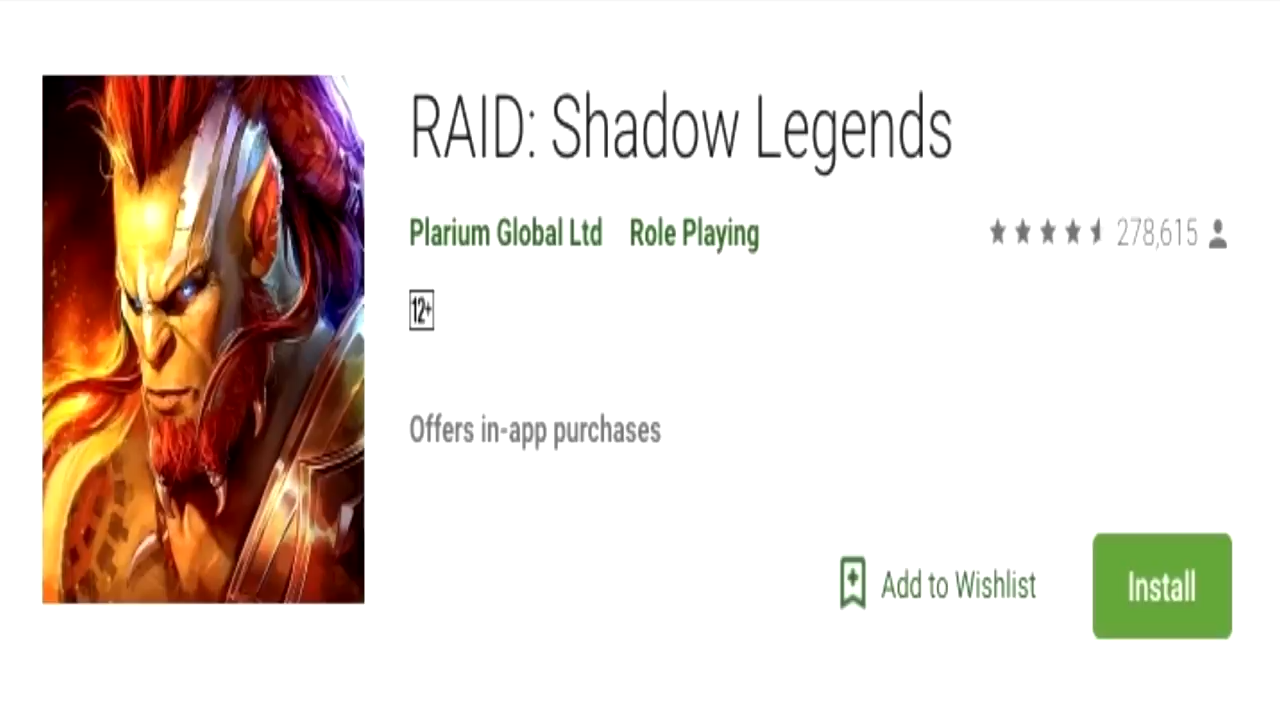 RAID: Shadow Legends
Plarium Global Ltd Role Playing 278,615
12+
Offers in-app purchases
Add to Wishlist Install